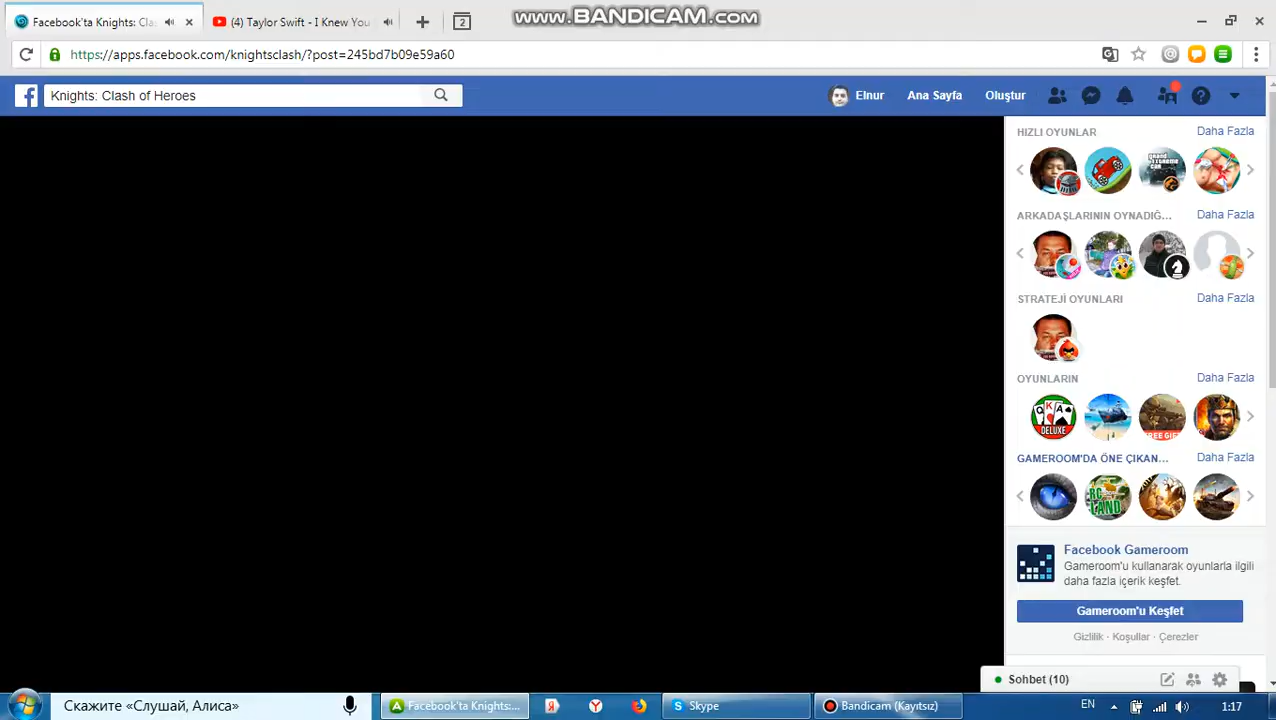 Facebook'ta Knights: Cla
(4) Taylor Swift - I Knew You
2
www.BANDICAM.com
https://apps.facebook.com/knightsclash/?post=245bd7b09e59a60
Knights: Clash of Heroes
Elnur
Ana Sayfa
Oluştur
HIZLI OYUNLAR
Daha Fazla
ARKADAŞLARININ OYNADIĞ...
Daha Fazla
STRATEJİ OYUNLARI
Daha Fazla
OYUNLARIN
Daha Fazla
GAMEROOM'DA ÖNE ÇIKAN...
Daha Fazla
Facebook Gameroom
Gameroom'u kullanarak oyunlarla ilgili
daha fazla içerik keşfet.
Gameroom'u Keşfet
Gizlilik · Koşullar · Çerezler
Sohbet (10)
Скажите «Слушай, Алиса»
Facebook'ta Knights:...
Skype
Bandicam (Kayıtsız)
EN
1:17